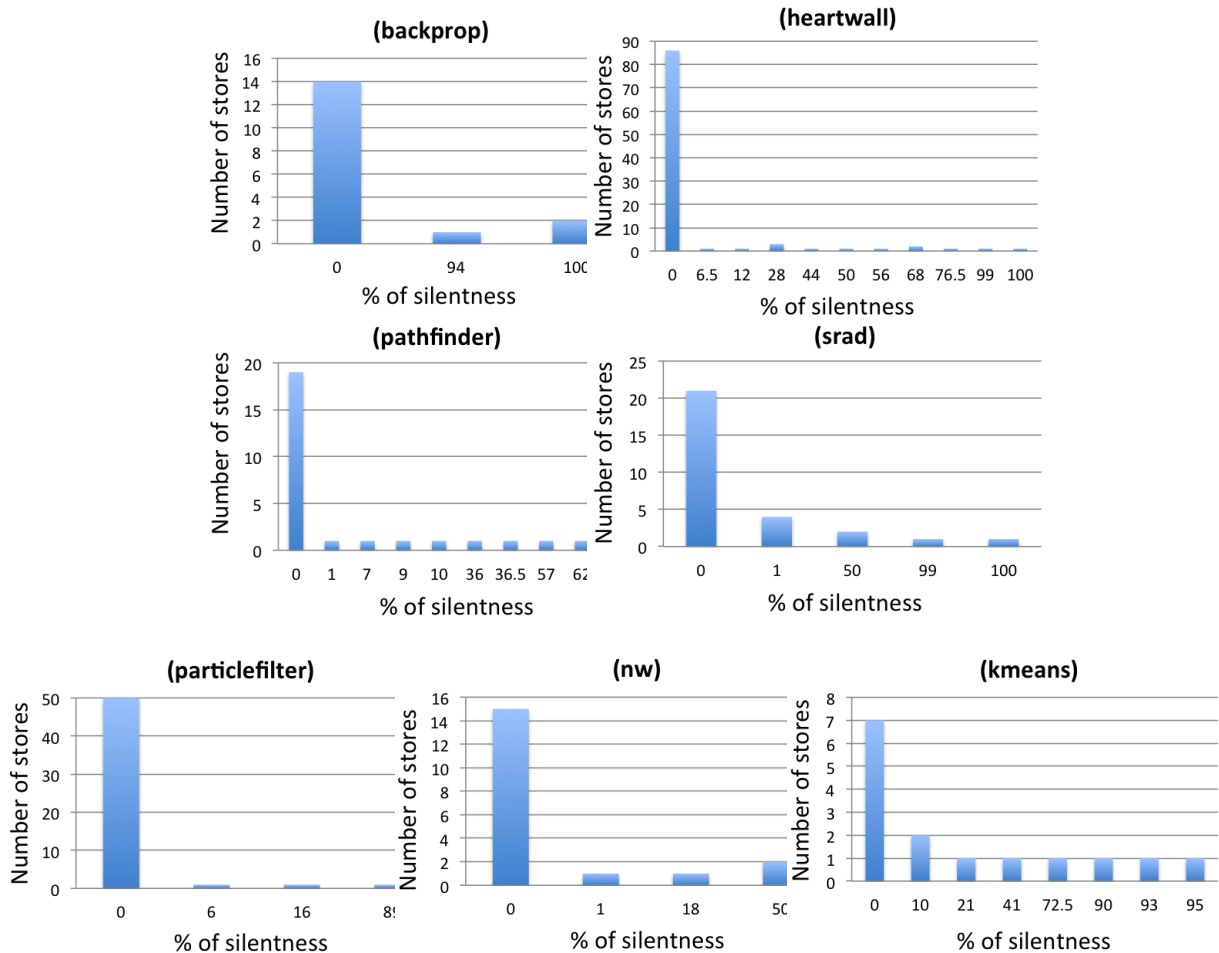 (backprop)
Number of stores
16
14
12
10
8
6
4
2
0
0 94 100
% of silentness
(heartwall)
Number of stores
90
80
70
60
50
40
30
20
10
0
0 6.5 12 28 44 50 56 68 76.5 99 100
% of silentness
(pathfinder)
Number of stores
20
15
10
5
0
0 1 7 9 10 36 36.5 57 62
% of silentness
(srad)
Number of stores
25
20
15
10
5
0
0 1 50 99 100
% of silentness
(particlefilter)
Number of stores
50
40
30
20
10
0
0 6 16
% of silentness
(nw)
Number of stores
16
14
12
10
8
6
4
2
0
0 1 18 50
% of silentness
(kmeans)
Number of stores
8
7
6
5
4
3
2
1
0
0 10 21 41 72.5 90 93 95
% of silentness